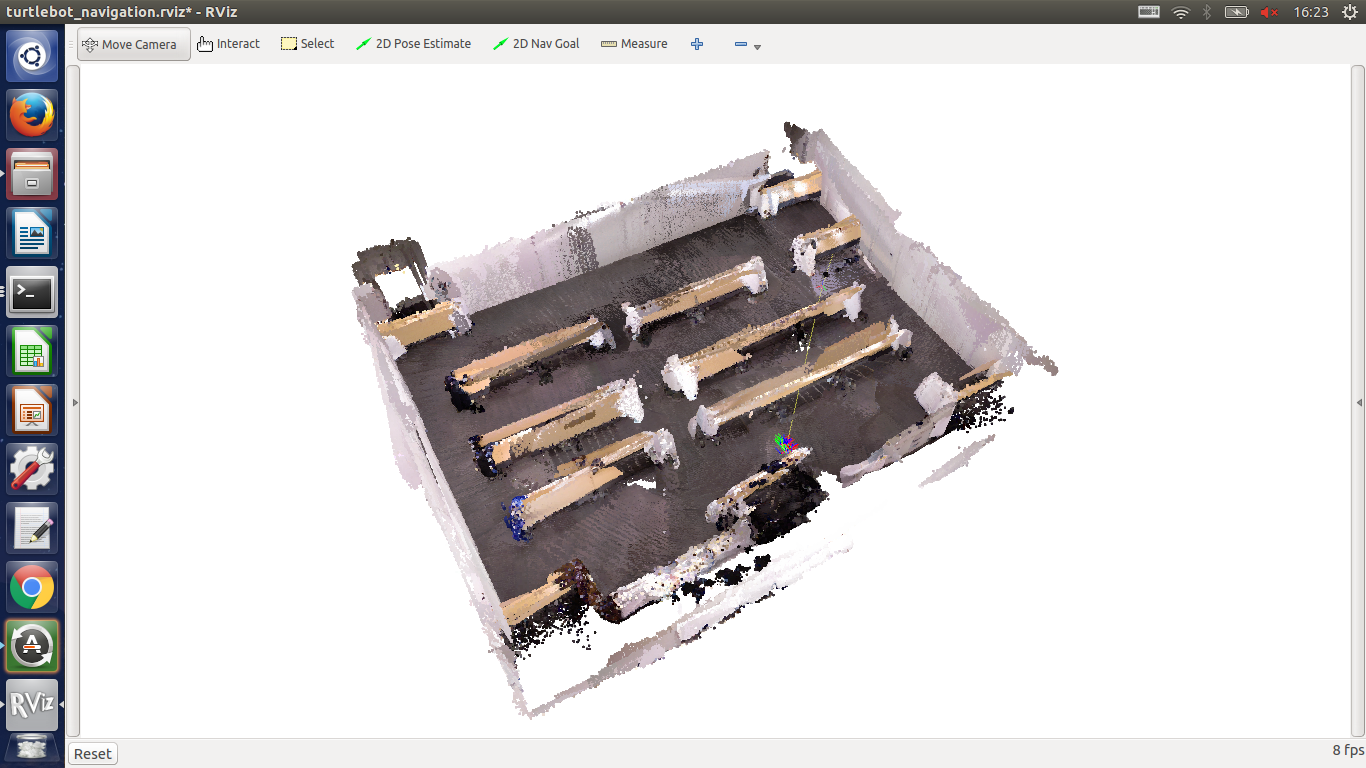 turtlebot_navigation.rviz* - RViz
16:23
Move Camera
Interact
Select
2D Pose Estimate
2D Nav Goal
Measure
A
RViz
Reset
8 fps